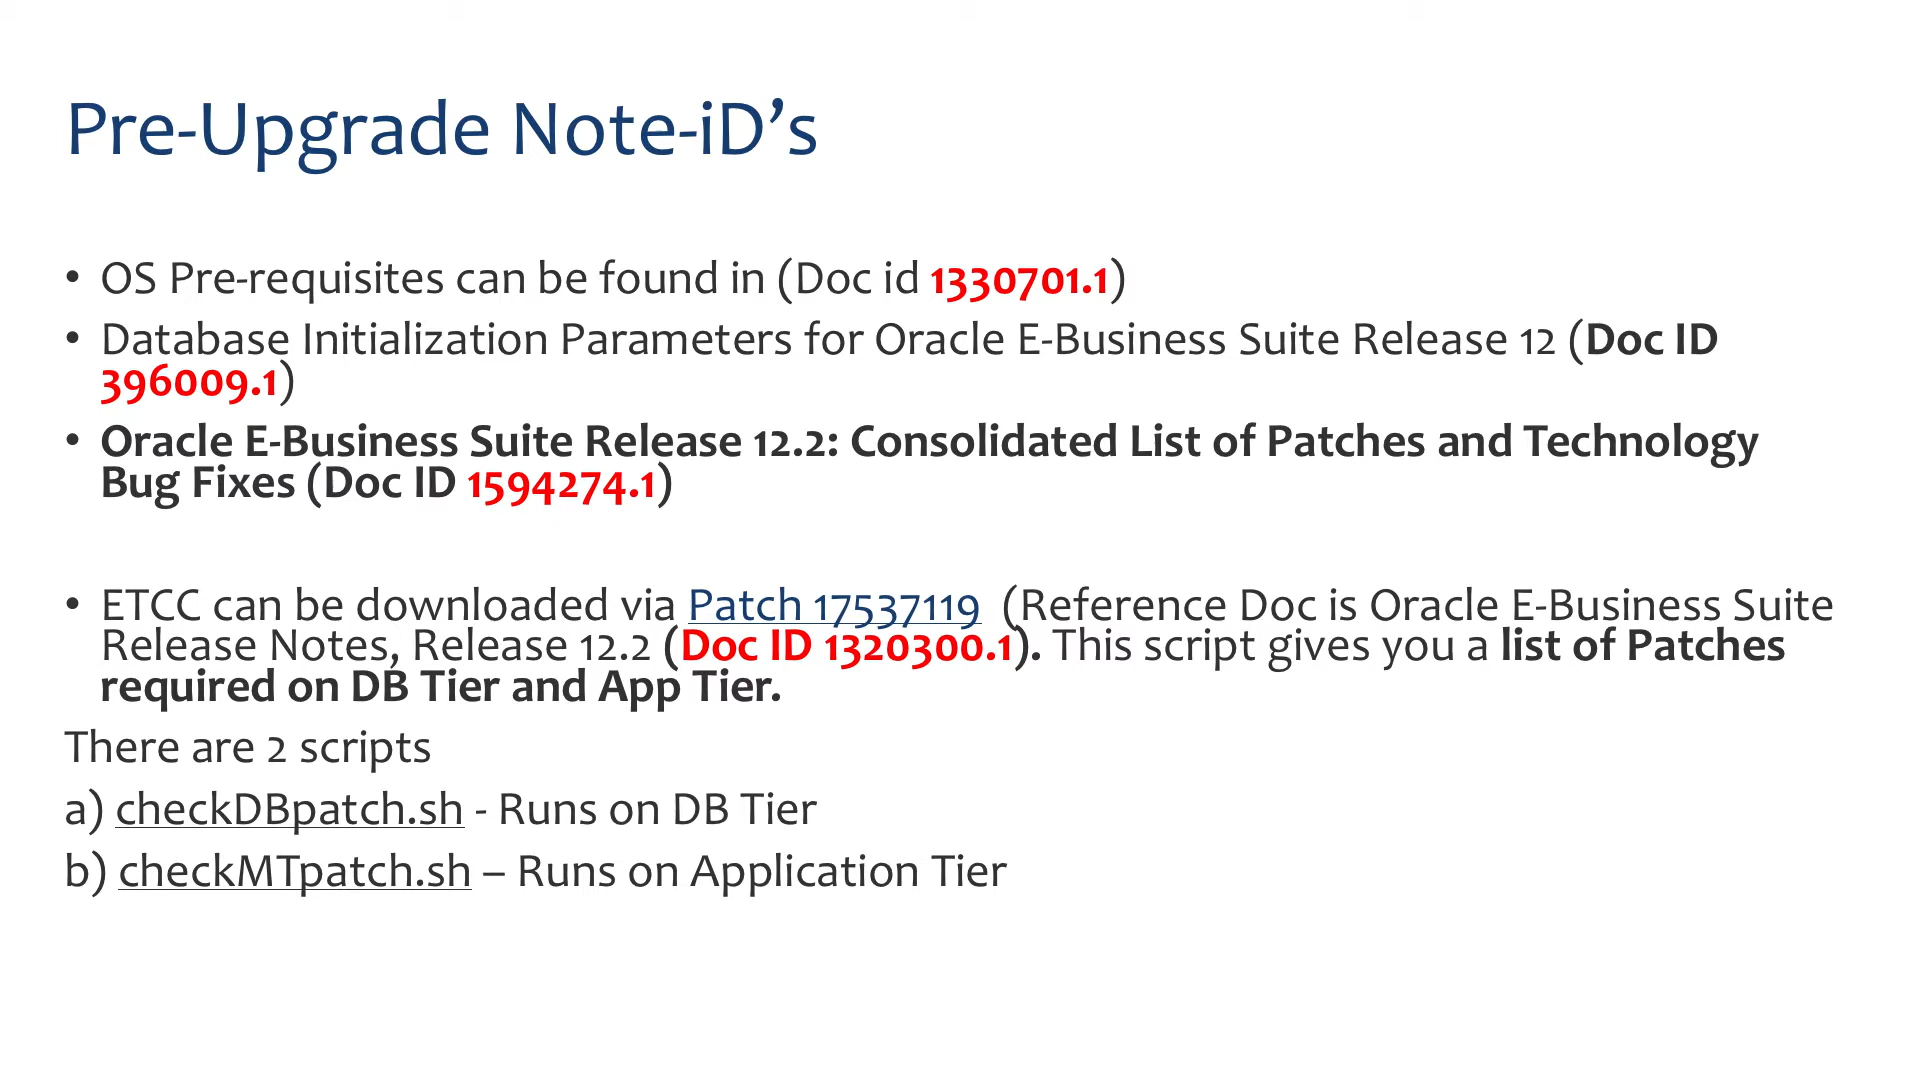 Pre-Upgrade Note-iD’s
• OS Pre-requisites can be found in (Doc id 1330701.1)
• Database Initialization Parameters for Oracle E-Business Suite Release 12 (Doc ID
396009.1)
• Oracle E-Business Suite Release 12.2: Consolidated List of Patches and Technology
Bug Fixes (Doc ID 1594274.1)
• ETCC can be downloaded via Patch 17537119 (Reference Doc is Oracle E-Business Suite
Release Notes, Release 12.2 (Doc ID 1320300.1). This script gives you a list of Patches
required on DB Tier and App Tier.
There are 2 scripts
a) checkDBpatch.sh - Runs on DB Tier
b) checkMTpatch.sh – Runs on Application Tier